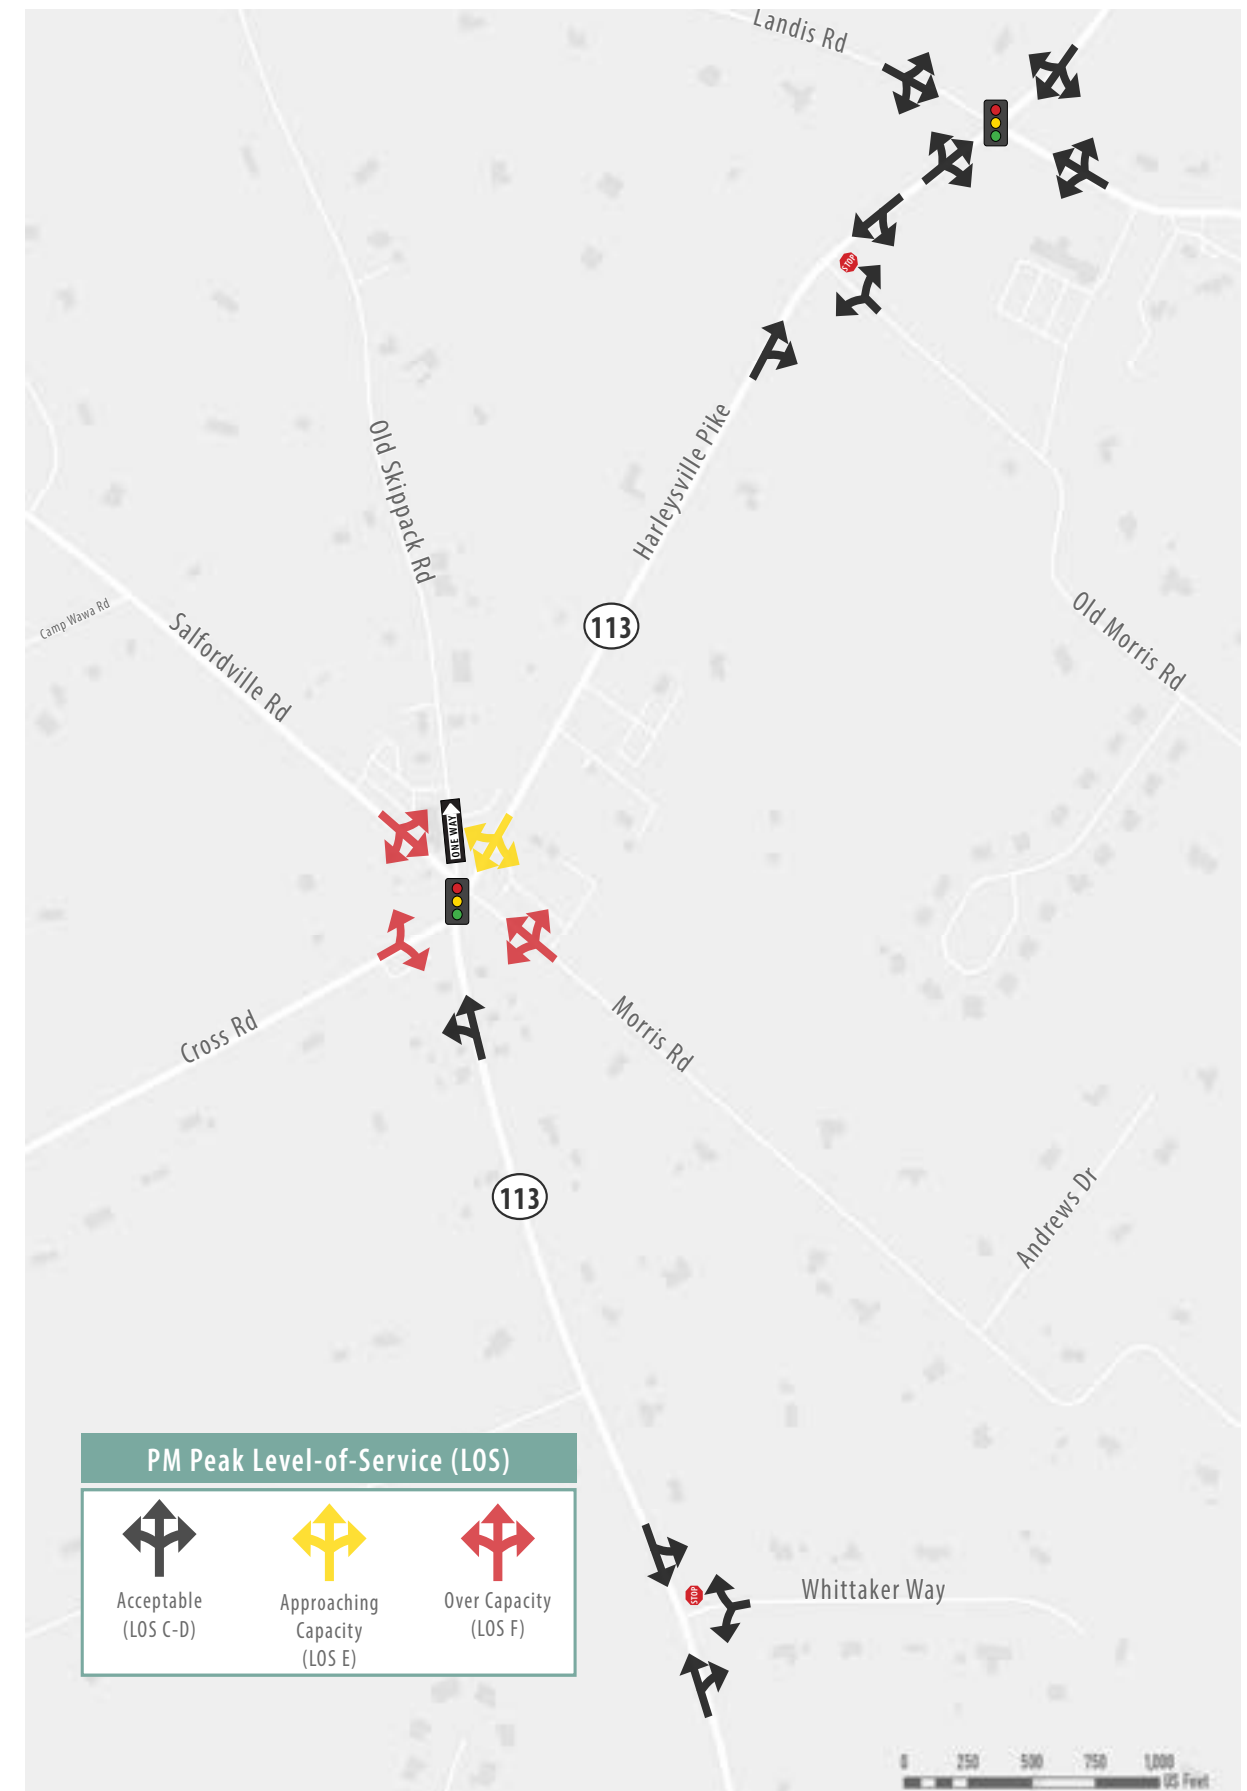 Landis Rd
STOP
Harleysville Pike
Old Skippack Rd
113
Old Morris Rd
Camp Wawa Rd
Salfordville Rd
ONE WAY
Cross Rd
Morris Rd
113
Andrews Dr
PM Peak Level-of-Service (LOS)
Acceptable
(LOS C-D)
Approaching
Capacity
(LOS E)
Over Capacity
(LOS F)
STOP
Whittaker Way
0 250 500 750 1,000
US Feet